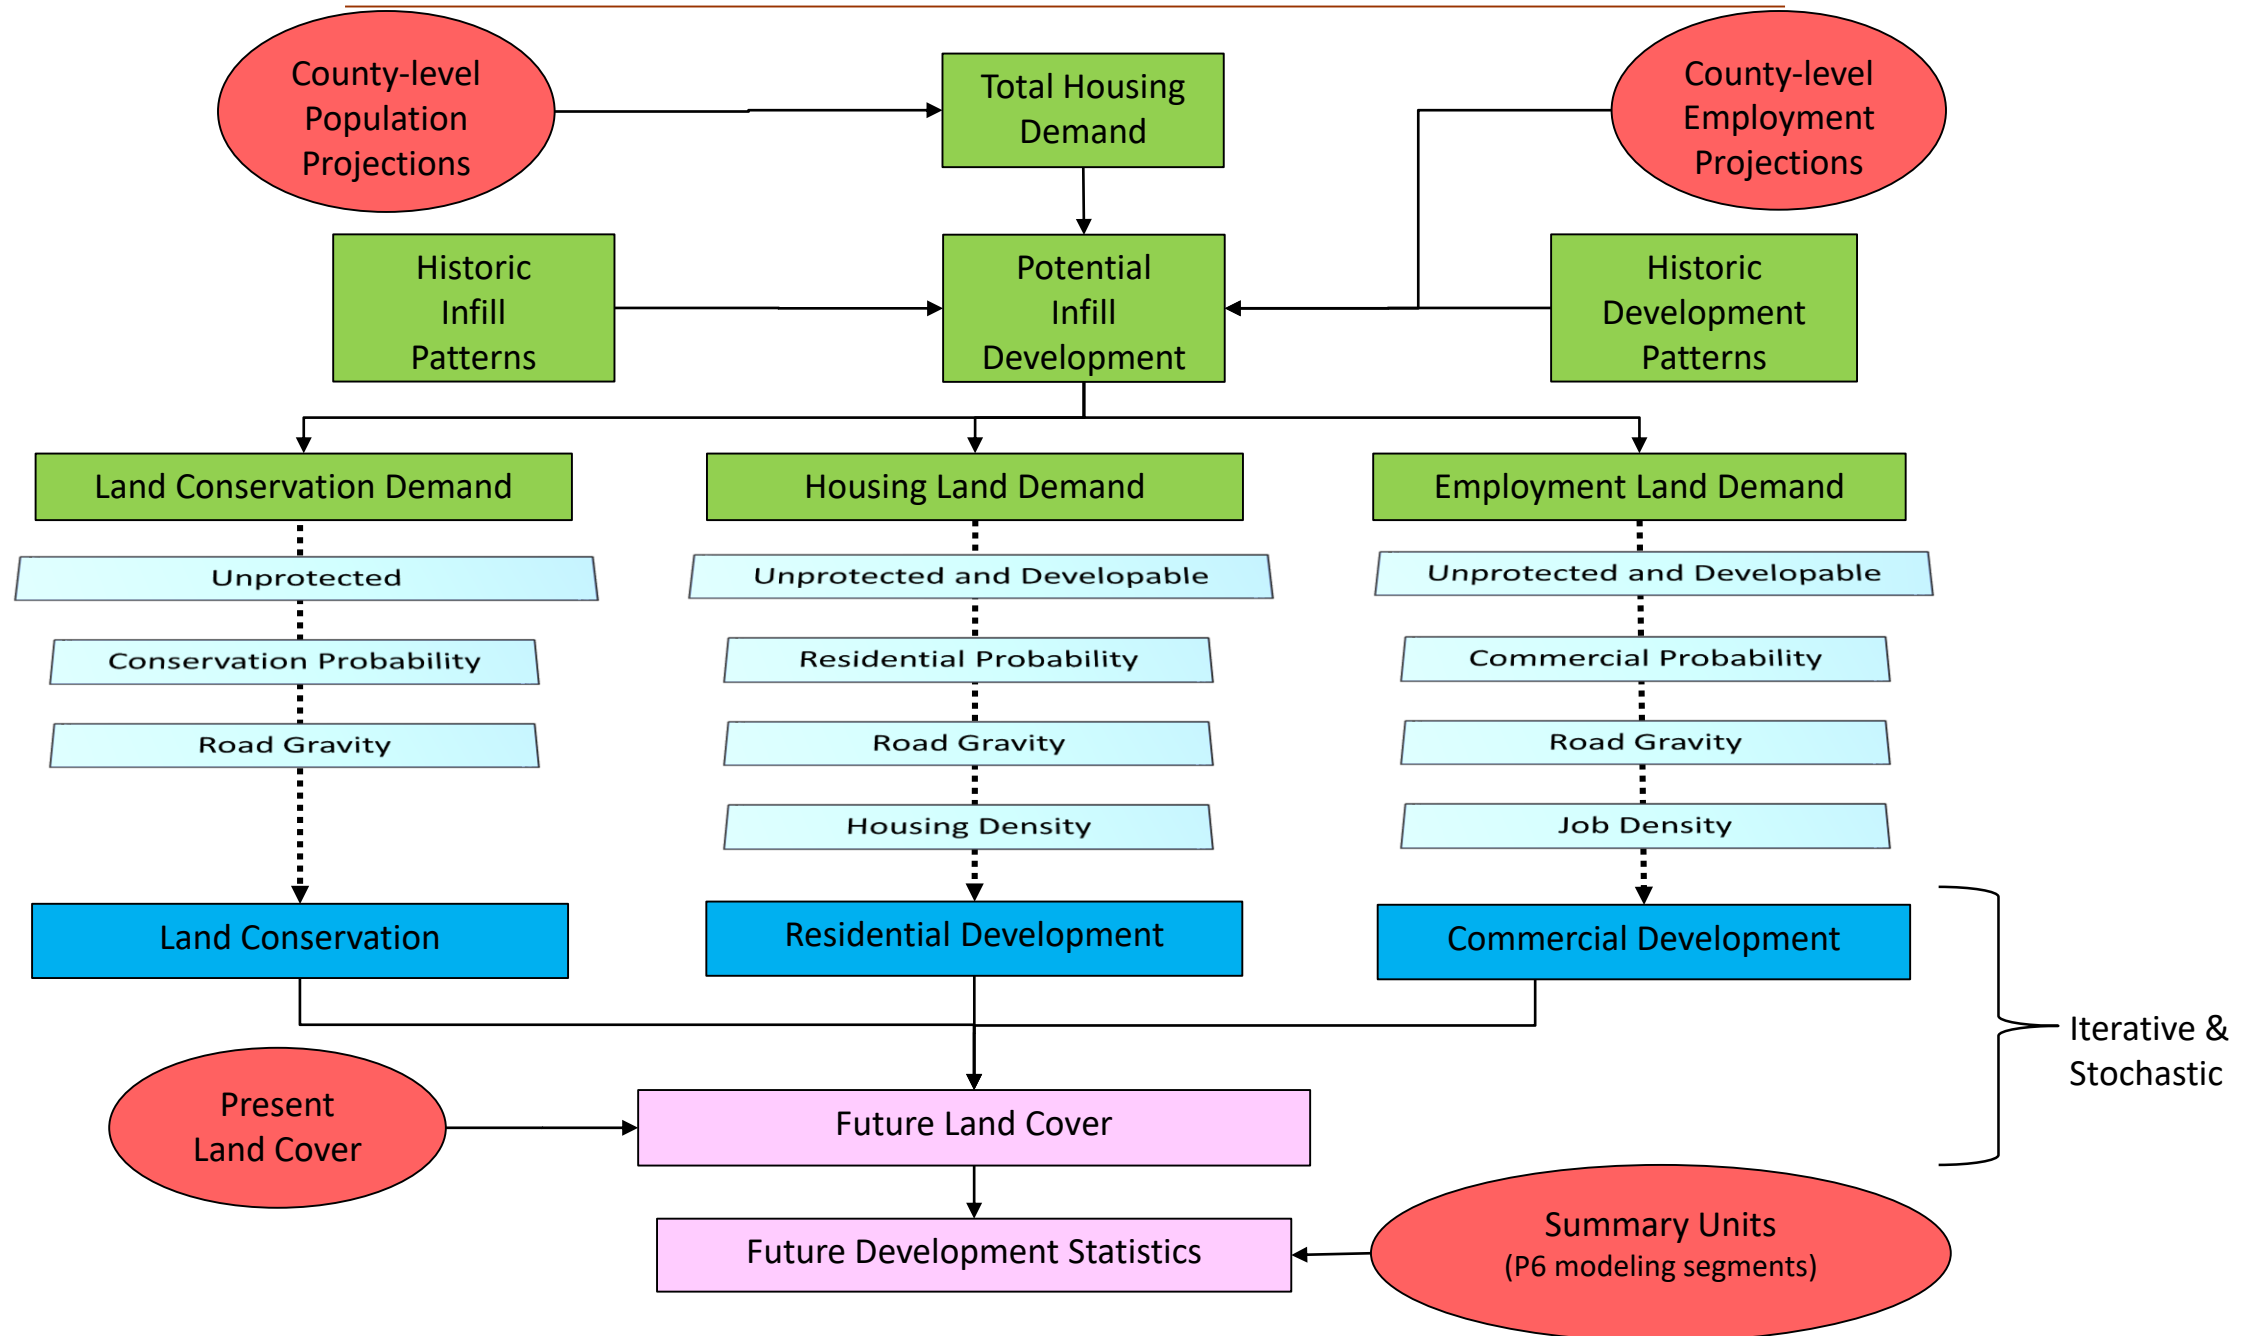 County-level
Population
Projections
Total Housing
Demand
County-level
Employment
Projections
Historic
Infill
Patterns
Potential
Infill
Development
Historic
Development
Patterns
Land Conservation Demand
Housing Land Demand
Employment Land Demand
Unprotected
Unprotected and Developable
Unprotected and Developable
Conservation Probability
Residential Probability
Commercial Probability
Road Gravity
Road Gravity
Road Gravity
Housing Density
Job Density
Land Conservation
Residential Development
Commercial Development
Iterative &
Stochastic
Present
Land Cover
Future Land Cover
Future Development Statistics
Summary Units
(P6 modeling segments)